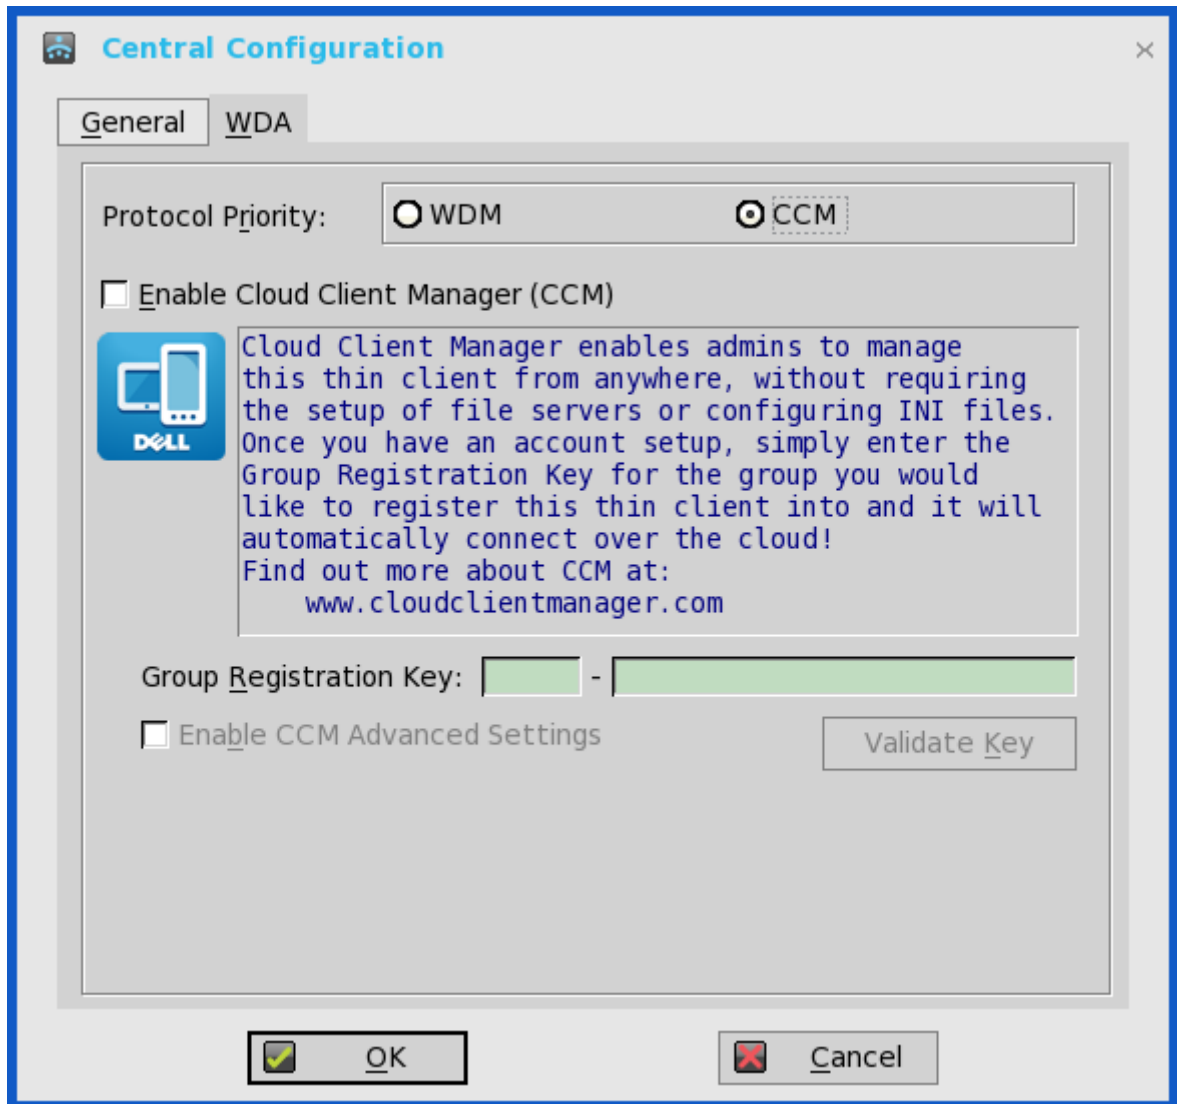 Central Configuration
General WDA
Protocol Priority: WDM CCM
Enable Cloud Client Manager (CCM)
DELL
Cloud Client Manager enables admins to manage
this thin client from anywhere, without requiring
the setup of file servers or configuring INI files.
Once you have an account setup, simply enter the
Group Registration Key for the group you would
like to register this thin client into and it will
automatically connect over the cloud!
Find out more about CCM at:
www.cloudclientmanager.com
Group Registration Key: -
Enable CCM Advanced Settings Validate Key
OK Cancel